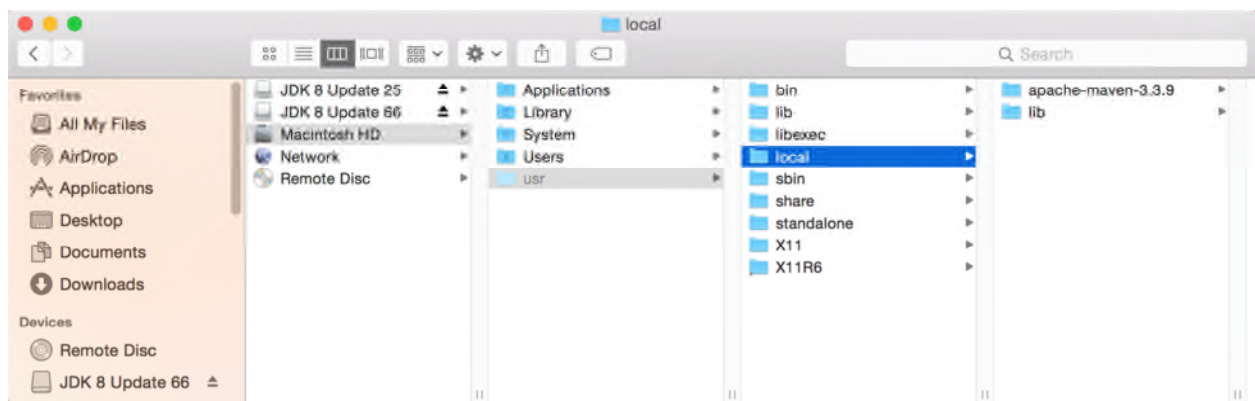 local
Search
Favorites
All My Files
AirDrop
Applications
Desktop
Documents
Downloads
Devices
Remote Disc
JDK 8 Update 66
JDK 8 Update 25
JDK 8 Update 66
Macintosh HD
Network
Remote Disc
Applications
Library
System
Users
usr
bin
lib
libexec
local
sbin
share
standalone
X11
X11R6
apache-maven-3.3.9
lib